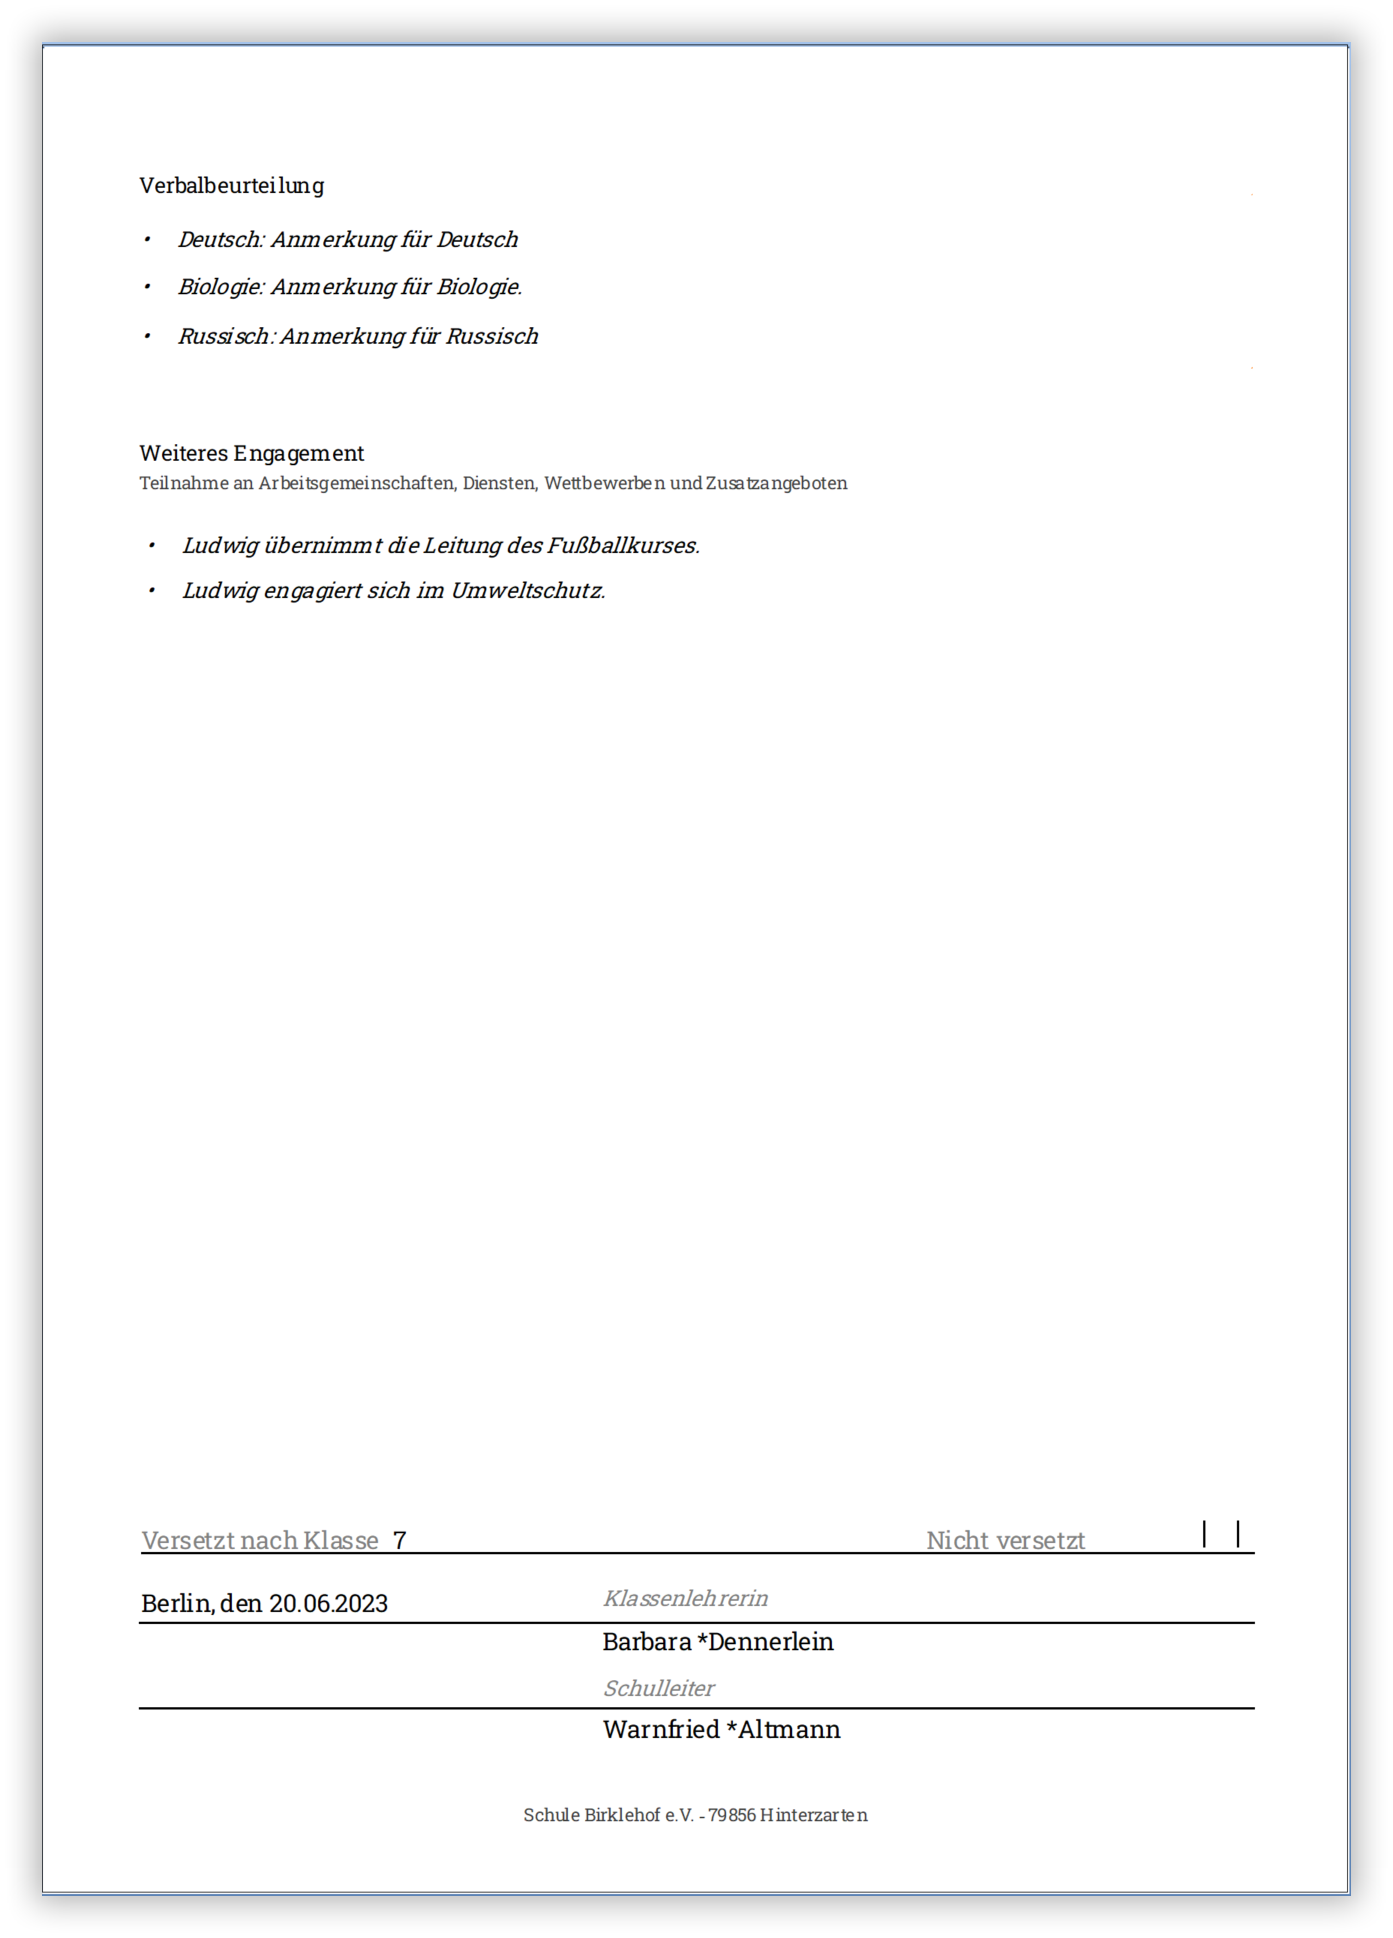 Verbalbeurteilung
• Deutsch: Anmerkung für Deutsch
• Biologie: Anmerkung für Biologie.
• Russisch: Anmerkung für Russisch
Weiteres Engagement
Teilnahme an Arbeitsgemeinschaften, Diensten, Wettbewerben und Zusatzangeboten
• Ludwig übernimmt die Leitung des Fußballkurses.
• Ludwig engagiert sich im Umweltschutz.
Versetzt nach Klasse 7 Nicht versetzt | |
Berlin, den 20.06.2023 Klassenlehrerin
Barbara *Dennerlein
Schulleiter
Warnfried *Altmann
Schule Birklehof e.V. - 79856 Hinterzarten